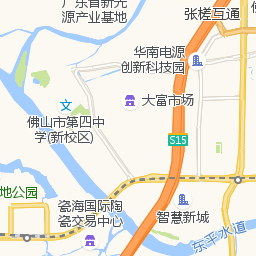 广东省新光
源产业基地
张槎互通
华南电源
创新科技园
大富市场
佛山市第四中
学(新校区)
S15
地公园
瓷海国际陶
瓷交易中心
智慧新城
东平水道